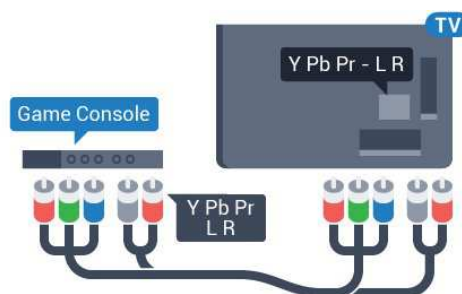 TV
Y Pb Pr - L R
Game Console
Y Pb Pr
L R